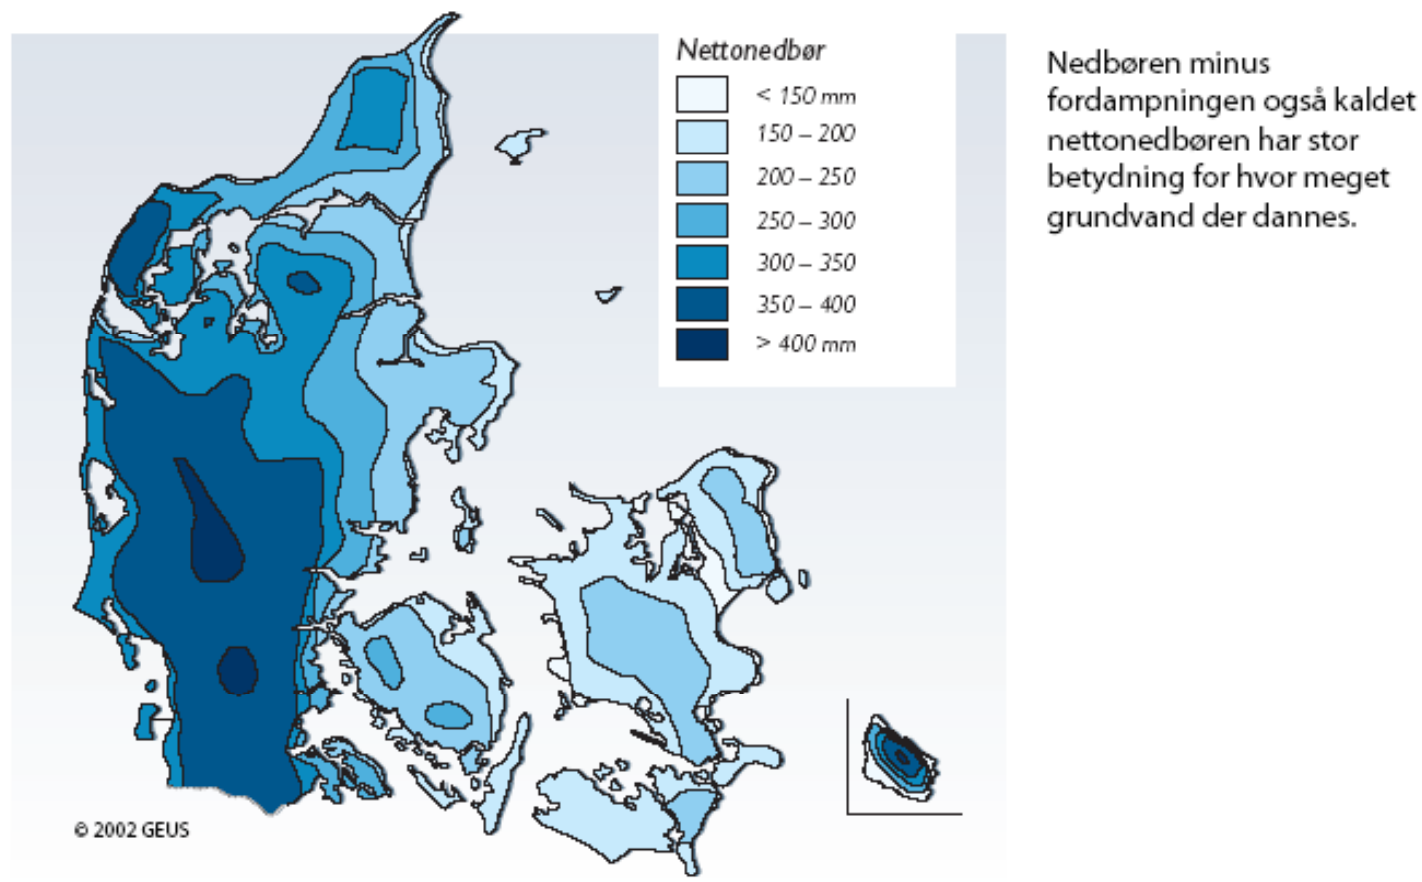 Nettonedbør
< 150 mm
150 – 200
200 – 250
250 – 300
300 – 350
350 – 400
> 400 mm
Nedbøren minus
fordampningen også kaldet
nettonedbøren har stor
betydning for hvor meget
grundvand der dannes.
© 2002 GEUS